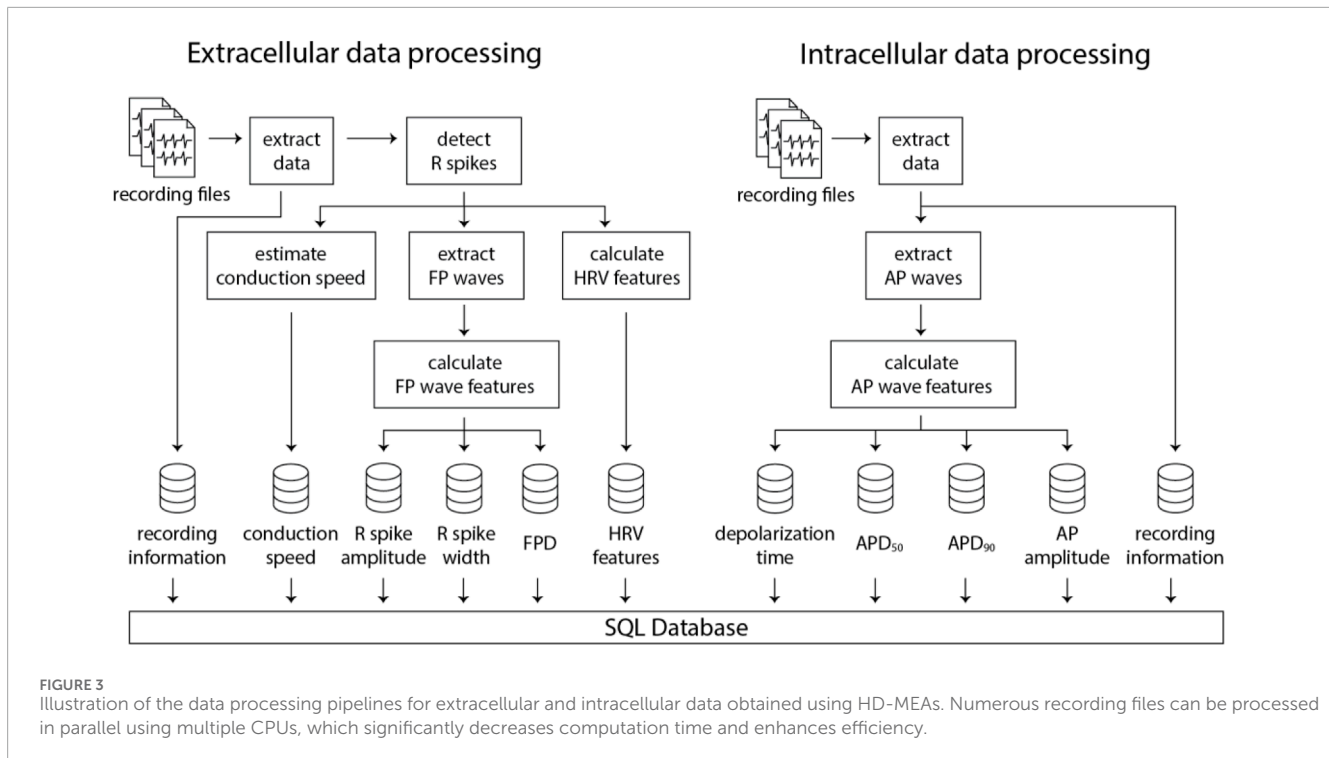 Extracellular data processing
Intracellular data processing
recording files
extract
data
detect
R spikes
estimate
conduction speed
extract
FP waves
calculate
HRV features
calculate
FP wave features
recording
information
conduction
speed
R spike
amplitude
R spike
width
FPD
HRV
features
recording files
extract
data
extract
AP waves
calculate
AP wave features
depolarization
time
APD₅₀
APD₉₀
AP
amplitude
recording
information
SQL Database
FIGURE 3
Illustration of the data processing pipelines for extracellular and intracellular data obtained using HD-MEAs. Numerous recording files can be processed
in parallel using multiple CPUs, which significantly decreases computation time and enhances efficiency.